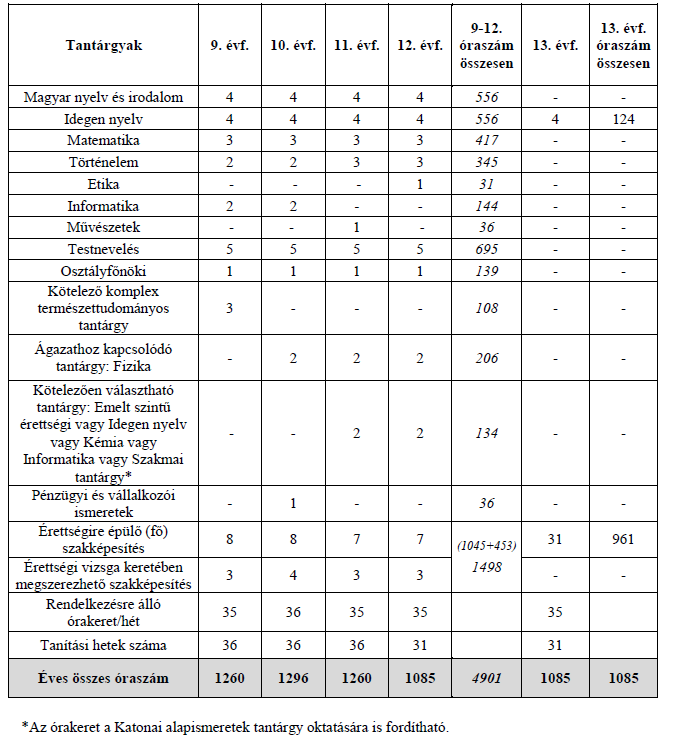 Tantárgyak 9. évf. 10. évf. 11. évf. 12. évf. 9-12. óraszám összesen 13. évf. 13. évf. óraszám összesen
Magyar nyelv és irodalom 4 4 4 4 556 - -
Idegen nyelv 4 4 4 4 556 4 124
Matematika 3 3 3 3 417 - -
Történelem 2 2 3 3 345 - -
Etika - - - 1 31 - -
Informatika 2 2 - - 144 - -
Művészetek - - 1 - 36 - -
Testnevelés 5 5 5 5 695 - -
Osztályfőnöki 1 1 1 1 139 - -
Kötelező komplex
természettudományos
tantárgy
3 - - - 108 - -
Ágazathoz kapcsolódó
tantárgy: Fizika
- 2 2 2 206 - -
Kötelezően választható
tantárgy: Emelt szintű
érettségi vagy Idegen nyelv
vagy Kémia vagy
Informatika vagy Szakmai
tantárgy*
- - 2 2 134 - -
Pénzügyi és vállalkozói
ismeretek
- 1 - - 36 - -
Érettségire épülő (fő)
szakképesítés
8 8 7 7 (1045+453) 1498 31 961
Érettségi vizsga keretében
megszerezhető szakképesítés
3 4 3 3 - -
Rendelkezésre álló
órakeret/hét
35 36 35 35 35
Tanítási hetek száma 36 36 36 31 31
Éves összes óraszám 1260 1296 1260 1085 4901 1085 1085
*Az órakeret a Katonai alapismeretek tantárgy oktatására is fordítható.